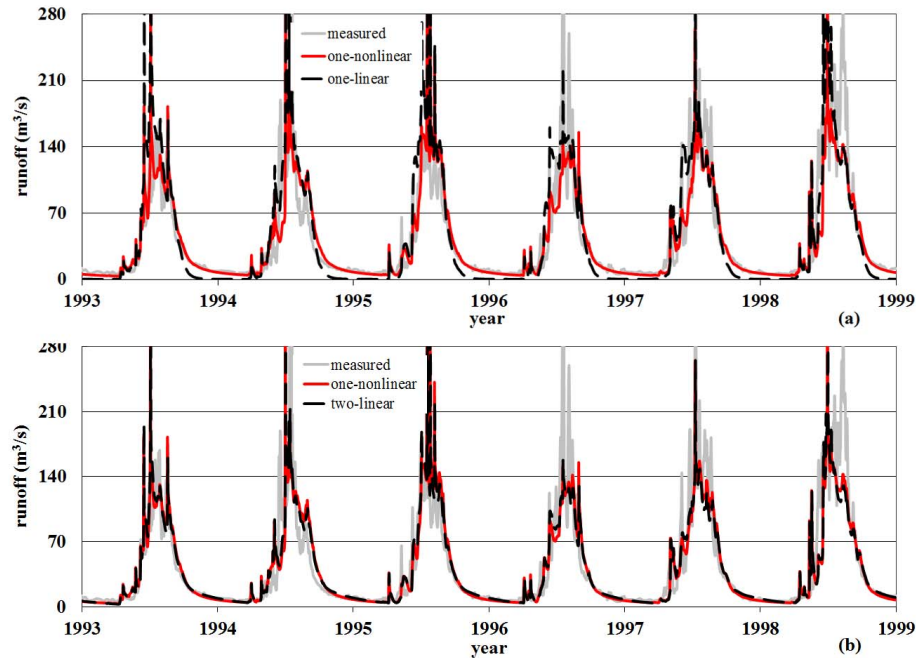 280
measured
one-nonlinear
210
one-linear
runoff (m³/s)
140
70
0
1993 1994 1995 1996 1997 1998 1999
year
(a)
280
measured
one-nonlinear
two-linear
210
runoff (m³/s)
140
70
0
1993 1994 1995 1996 1997 1998 1999
year
(b)